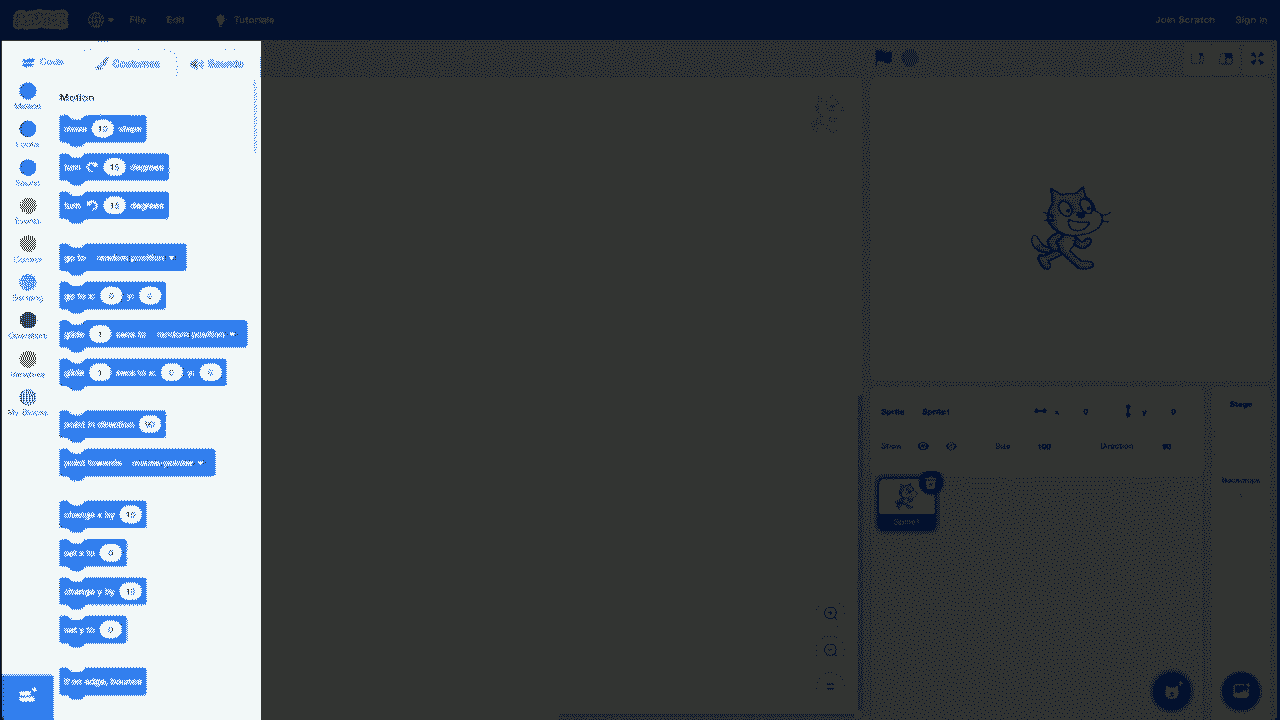 File Edit Tutorials Join Scratch Sign in
Code Costumes Sounds
Motion
Looks
Sound
Events
Control
Sensing
Operators
Variables
My Blocks
Motion
move 10 steps
turn 15 degrees
turn 15 degrees
go to random position
go to x: 0 y: 0
glide 1 secs to random position
glide 1 secs to x: 0 y: 0
point in direction 90
point towards mouse-pointer
change x by 10
set x to 0
change y by 10
set y to 0
if on edge, bounce
Sprite Sprite1 x 0 y 0
Show Size 100 Direction 90
Sprite1
Stage
Backdrops